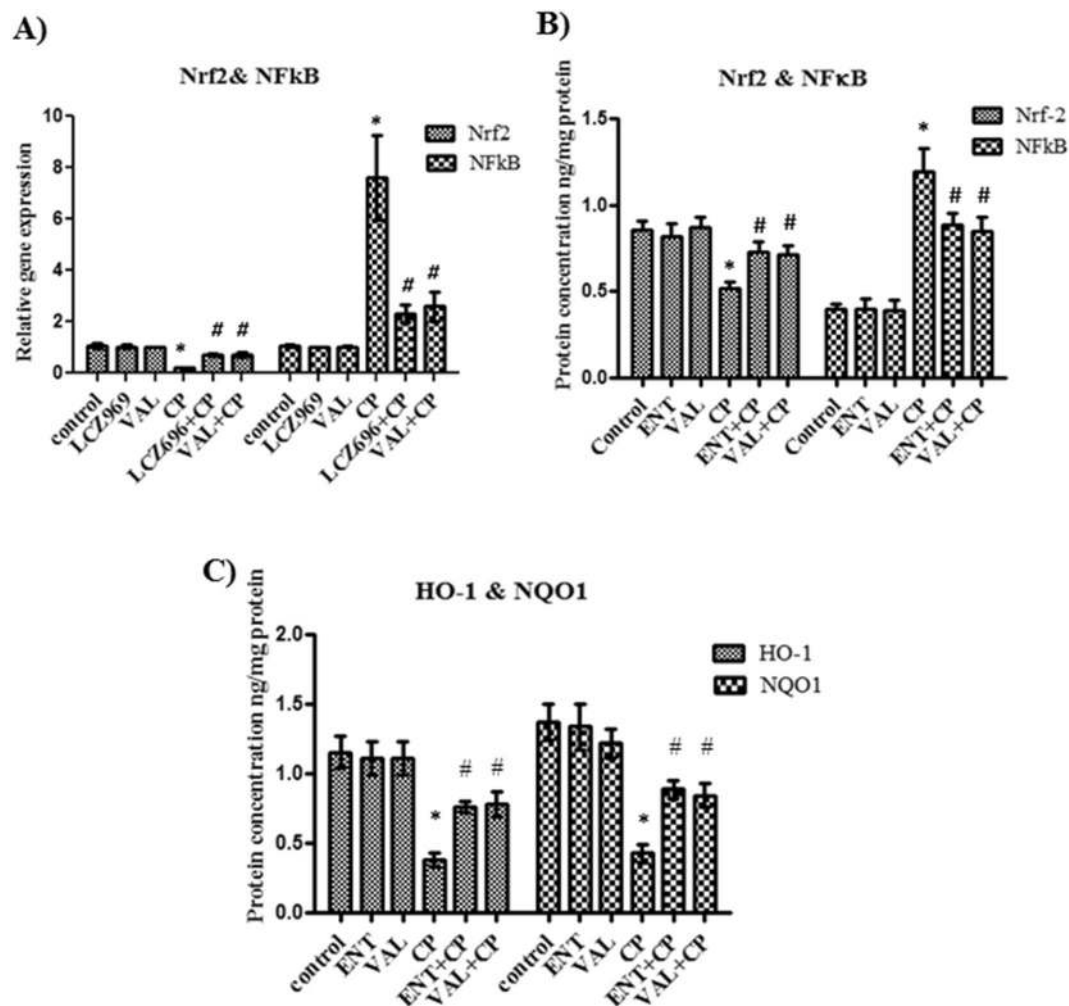 A)
Nrf2& NFkB
Relative gene expression
10
8
6
4
2
0
*
#
#
*
#
#
Nrf2
NFkB
control
LCZ969
VAL
CP
LCZ696+CP
VAL+CP
control
LCZ969
VAL
CP
LCZ696+CP
VAL+CP
B)
Nrf2 & NFκB
Protein concentration ng/mg protein
1.5
1.0
0.5
0.0
*
#
#
*
#
#
Nrf-2
NFkB
Control
ENT
VAL
CP
ENT+CP
VAL+CP
Control
ENT
VAL
CP
ENT+CP
VAL+CP
C)
HO-1 & NQO1
Protein concentration ng/mg protein
2.0
1.5
1.0
0.5
0.0
*
#
#
*
#
#
HO-1
NQO1
control
ENT
VAL
CP
ENT+CP
VAL+CP
control
ENT
VAL
CP
ENT+CP
VAL+CP